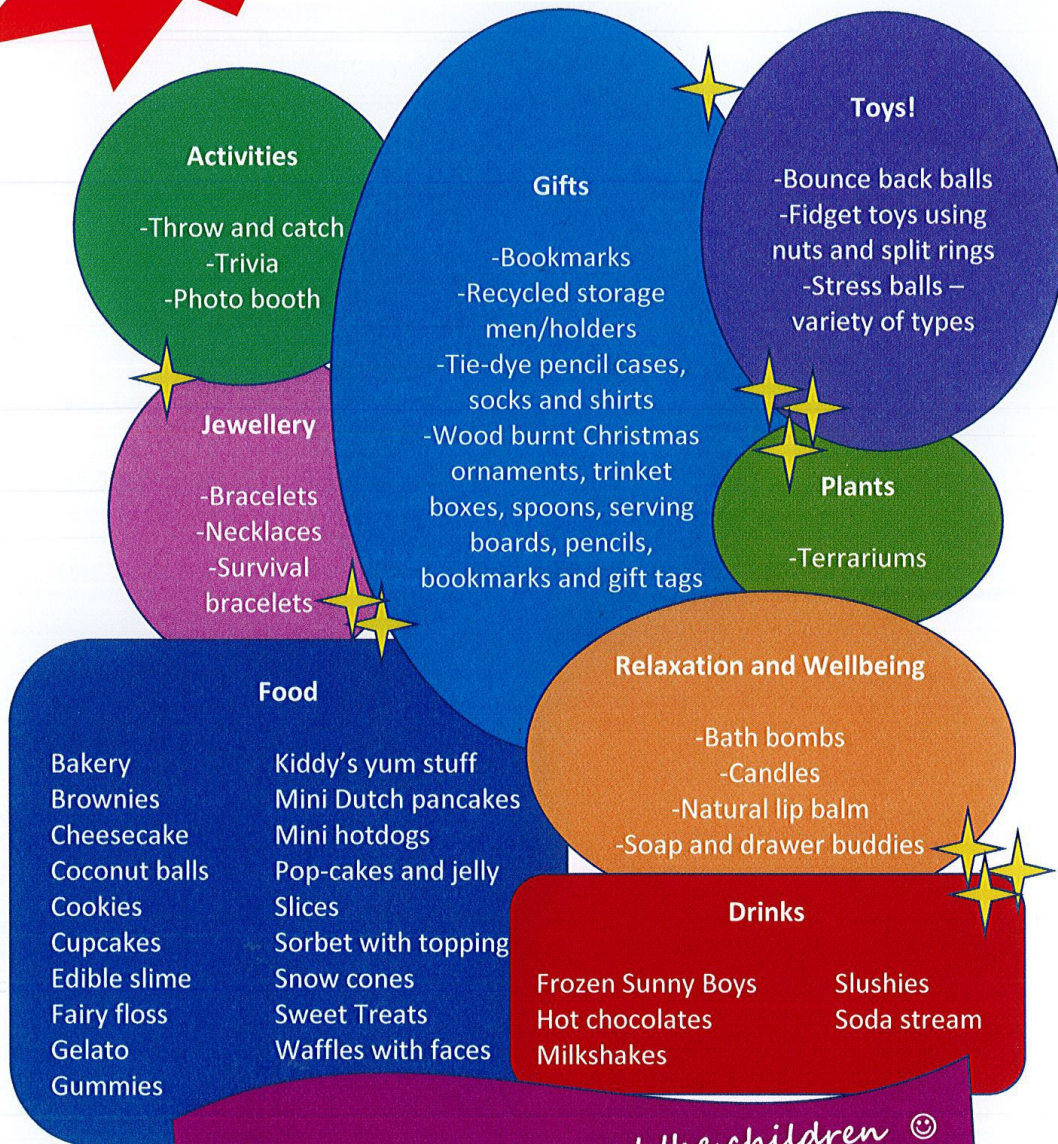 Activities
-Throw and catch
-Trivia
-Photo booth
Gifts
-Bookmarks
-Recycled storage
men/holders
-Tie-dye pencil cases,
socks and shirts
-Wood burnt Christmas
ornaments, trinket
boxes, spoons, serving
boards, pencils,
bookmarks and gift tags
Toys!
-Bounce back balls
-Fidget toys using
nuts and split rings
-Stress balls –
variety of types
Jewellery
-Bracelets
-Necklaces
-Survival
bracelets
Plants
-Terrariums
Relaxation and Wellbeing
-Bath bombs
-Candles
-Natural lip balm
-Soap and drawer buddies
Food
Bakery
Brownies
Cheesecake
Coconut balls
Cookies
Cupcakes
Edible slime
Fairy floss
Gelato
Gummies
Kiddy's yum stuff
Mini Dutch pancakes
Mini hotdogs
Pop-cakes and jelly
Slices
Sorbet with topping
Snow cones
Sweet Treats
Waffles with faces
Drinks
Frozen Sunny Boys
Hot chocolates
Milkshakes
Slushies
Soda stream
children ☺